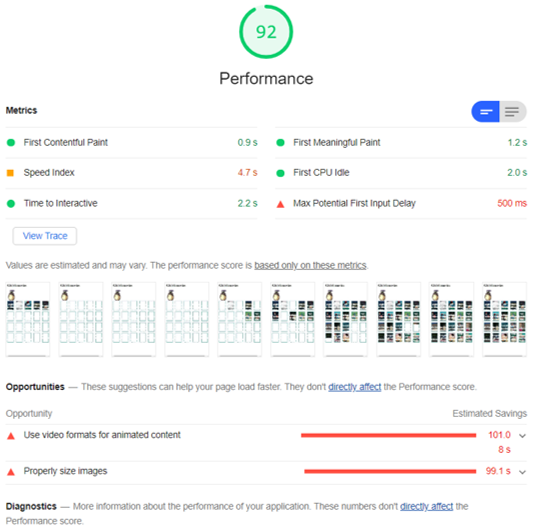 92
Performance
Metrics
First Contentful Paint 0.9 s
First Meaningful Paint 1.2 s
Speed Index 4.7 s
First CPU Idle 2.0 s
Time to Interactive 2.2 s
Max Potential First Input Delay 500 ms
View Trace
Values are estimated and may vary. The performance score is based only on these metrics.
Opportunities — These suggestions can help your page load faster. They don't directly affect the Performance score.
Opportunity Estimated Savings
Use video formats for animated content 101.0
8 s
Properly size images 99.1 s
Diagnostics — More information about the performance of your application. These numbers don't directly affect the
Performance score.